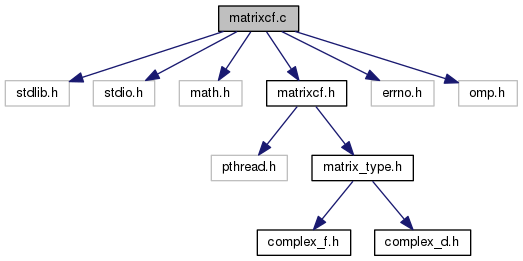 matrixcf.c
stdlib.h
stdio.h
math.h
matrixcf.h
errno.h
omp.h
pthread.h
matrix_type.h
complex_f.h
complex_d.h